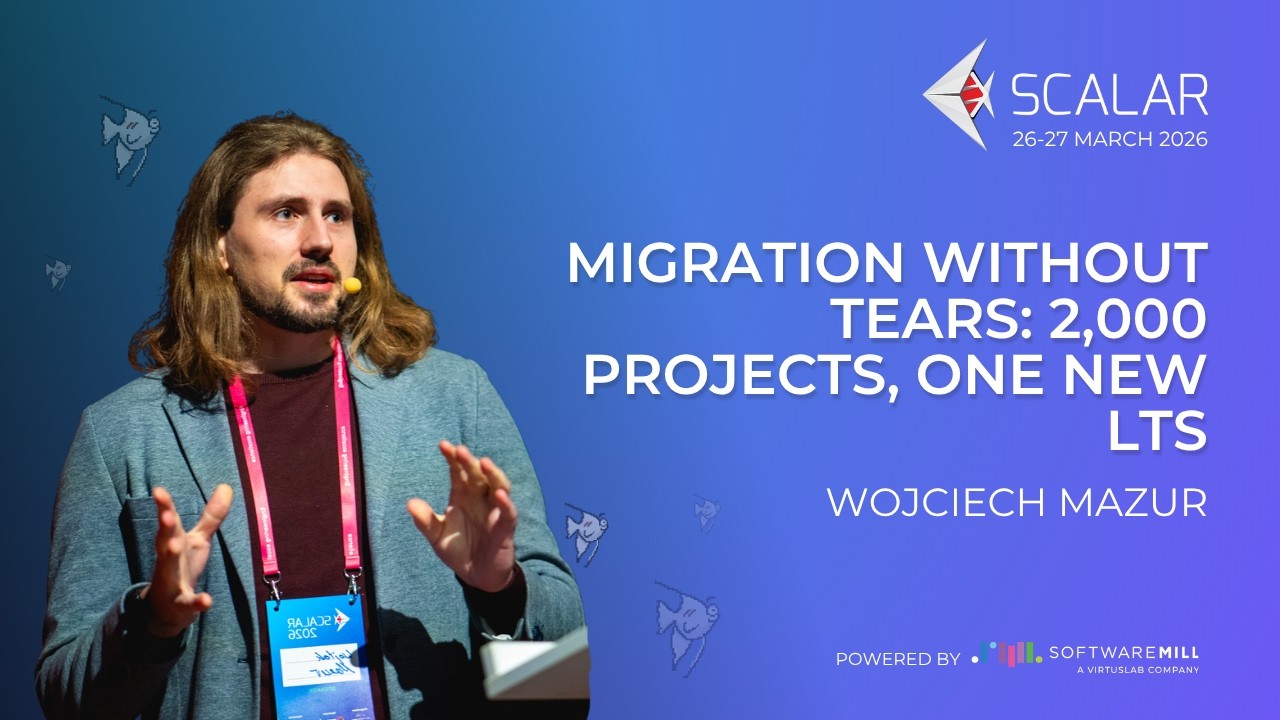 SCALAR
26-27 MARCH 2026
MIGRATION WITHOUT
TEARS: 2,000
PROJECTS, ONE NEW
LTS
WOJCIECH MAZUR
SCALAR
2026
POWERED BY SOFTWAREMILL
A VIRTUSLAB COMPANY